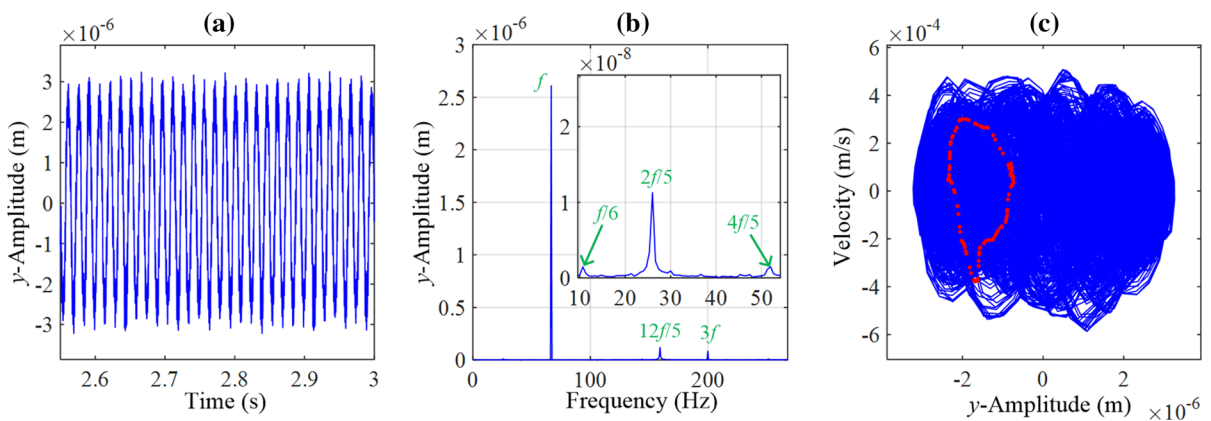 (a)
×10⁻⁶
3
2
1
0
-1
-2
-3
y-Amplitude (m)
2.6 2.7 2.8 2.9 3
Time (s)
(b)
×10⁻⁶
3
2.5
2
1.5
1
0.5
0
y-Amplitude (m)
f
×10⁻⁸
2
1
0
f/6
2f/5
4f/5
10 20 30 40 50
12f/5
3f
0 100 200
Frequency (Hz)
(c)
×10⁻⁴
6
4
2
0
-2
-4
-6
Velocity (m/s)
-2 0 2
y-Amplitude (m) ×10⁻⁶